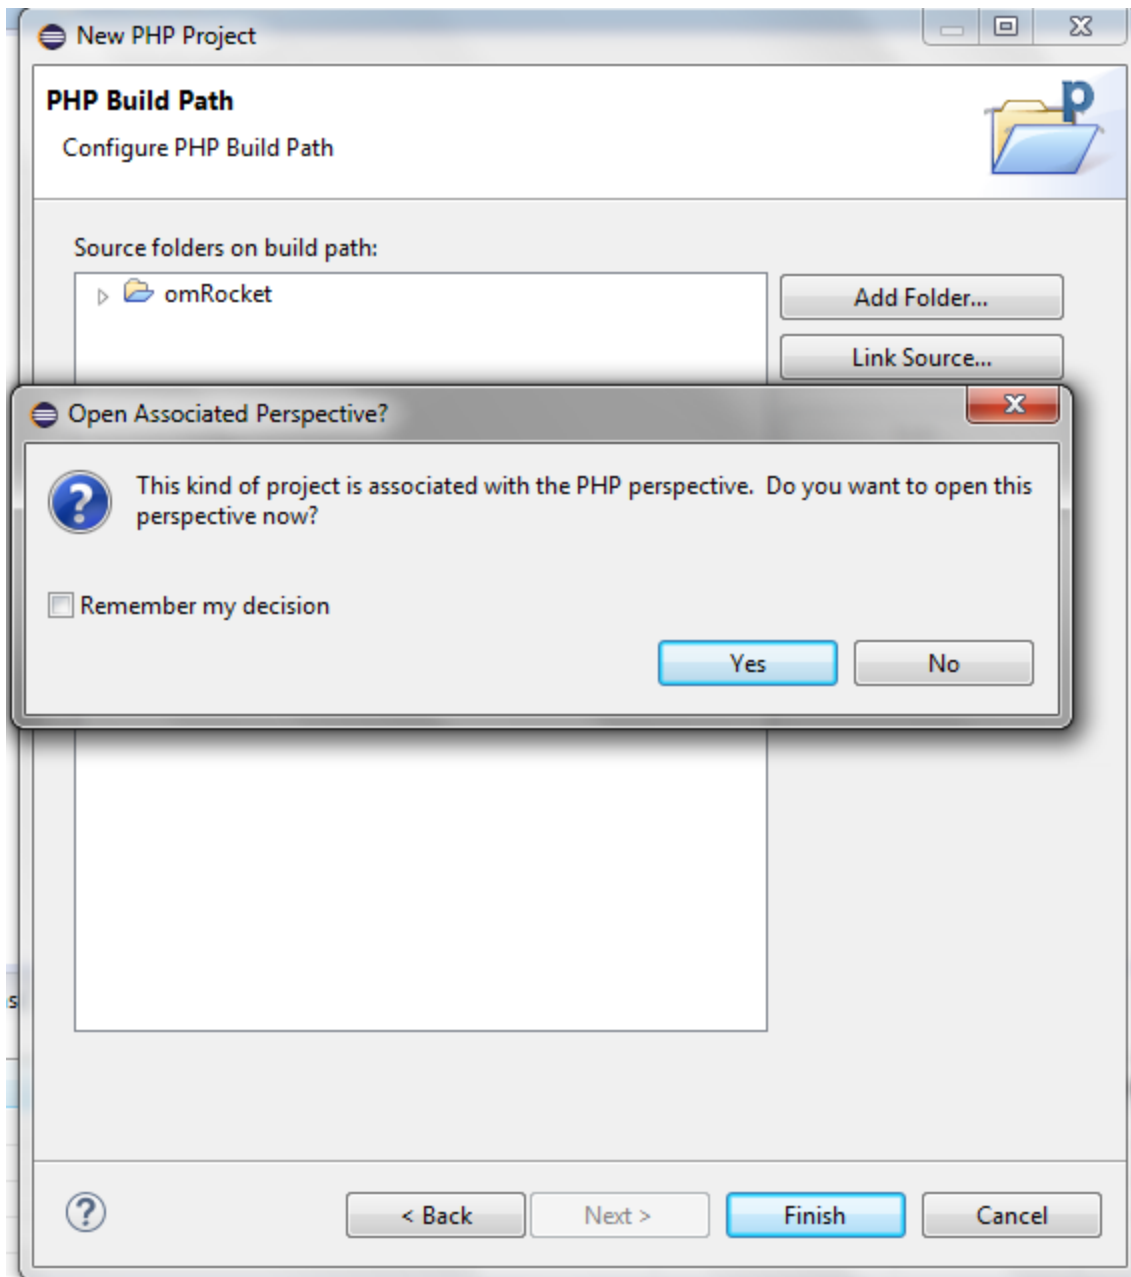 New PHP Project
PHP Build Path
Configure PHP Build Path
Source folders on build path:
omRocket
Add Folder...
Link Source...
Open Associated Perspective?
This kind of project is associated with the PHP perspective.  Do you want to open this
perspective now?
Remember my decision
Yes
No
< Back
Next >
Finish
Cancel